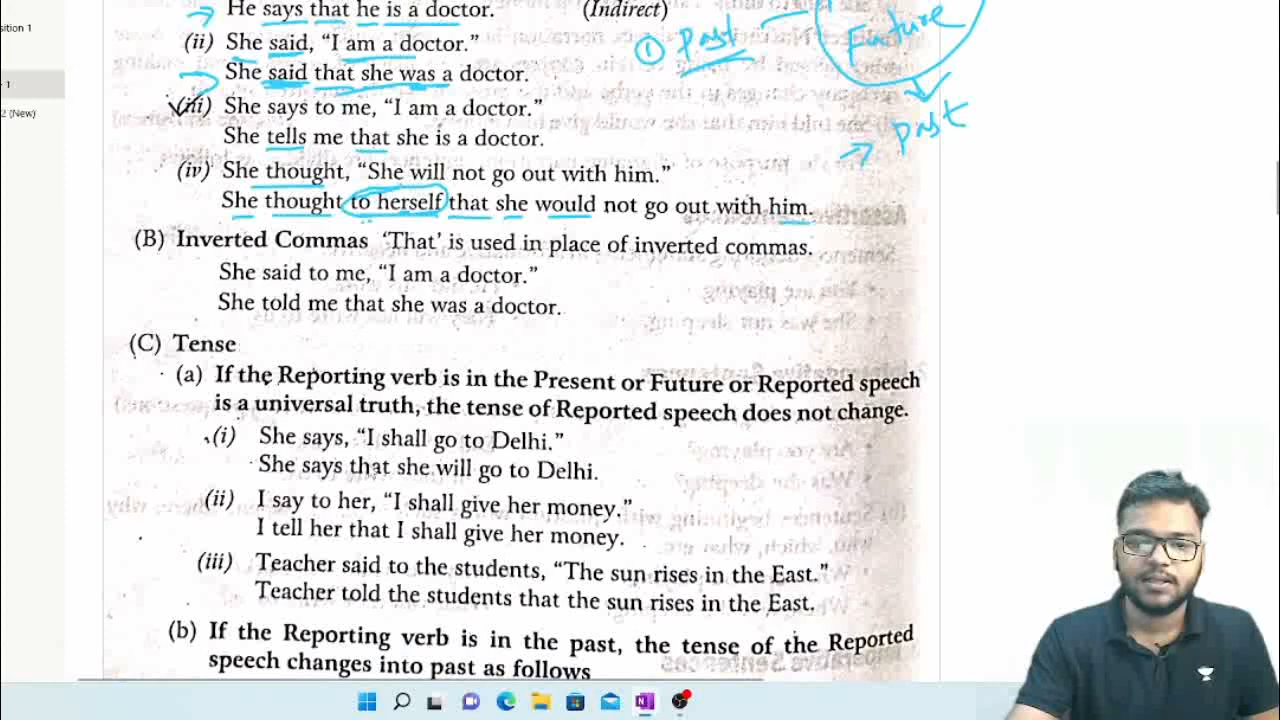 sition 1
- 1
2 (New)
He says that he is a doctor. (Indirect)
(ii) She said, “I am a doctor.”
She said that she was a doctor.
(iii) She says to me, “I am a doctor.”
She tells me that she is a doctor.
(iv) She thought, “She will not go out with him.”
She thought to herself that she would not go out with him.
① Past
Future
→ past
(B) Inverted Commas ‘That’ is used in place of inverted commas.
She said to me, “I am a doctor.”
She told me that she was a doctor.
(C) Tense
(a) If the Reporting verb is in the Present or Future or Reported speech
is a universal truth, the tense of Reported speech does not change.
(i) She says, “I shall go to Delhi.”
She says that she will go to Delhi.
(ii) I say to her, “I shall give her money.”
I tell her that I shall give her money.
(iii) Teacher said to the students, “The sun rises in the East.”
Teacher told the students that the sun rises in the East.
(b) If the Reporting verb is in the past, the tense of the Reported
speech changes into past as follows